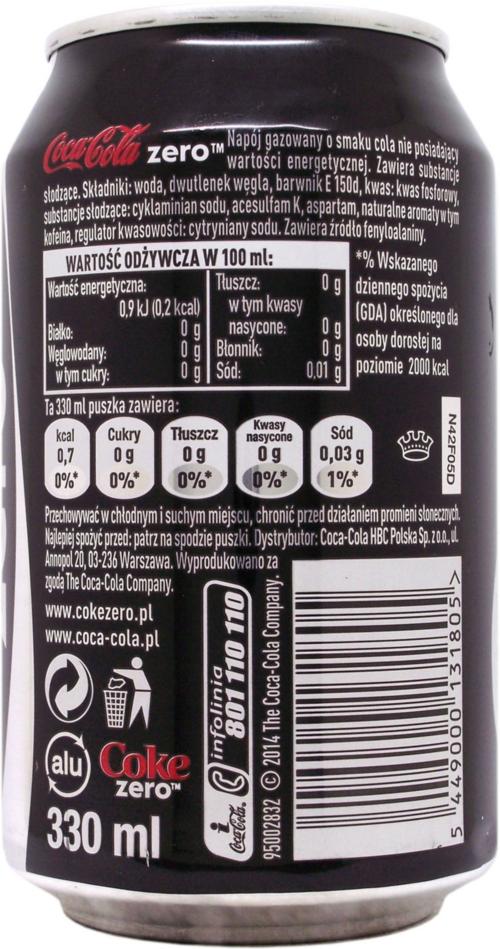 Coca-Cola zero™ Napój gazowany o smaku cola nie posiadający
wartości energetycznej. Zawiera substancje
słodzące. Składniki: woda, dwutlenek węgla, barwnik E 150d, kwas: kwas fosforowy,
substancje słodzące: cyklaminian sodu, acesulfam K, aspartam, naturalne aromaty w tym
kofeina, regulator kwasowości: cytryniany sodu. Zawiera źródło fenyloalaniny.
WARTOŚĆ ODŻYWCZA W 100 ml:
Wartość energetyczna:
0,9 kJ (0,2 kcal)
Białko: 0 g
Węglowodany: 0 g
w tym cukry: 0 g
Tłuszcz: 0 g
w tym kwasy
nasycone: 0 g
Błonnik: 0 g
Sód: 0,01 g
*% Wskazanego
dziennego spożycia
(GDA) określonego dla
osoby dorosłej na
poziomie 2000 kcal
Ta 330 ml puszka zawiera:
kcal
0,7
0%*
Cukry
0 g
0%*
Tłuszcz
0 g
0%*
Kwasy
nasycone
0 g
0%*
Sód
0,03 g
1%*
N42F05D
Przechowywać w chłodnym i suchym miejscu, chronić przed działaniem promieni słonecznych.
Najlepiej spożyć przed: patrz na spodzie puszki. Dystrybutor: Coca-Cola HBC Polska Sp. z o.o., ul.
Annopol 20, 03-236 Warszawa. Wyprodukowano za
zgodą The Coca-Cola Company.
www.cokezero.pl
www.coca-cola.pl
alu
Coke
zero™
330 ml
i
Coca-Cola
infolinia
801 110 110
95002832 © 2014 The Coca-Cola Company.
5 449000 131805 >